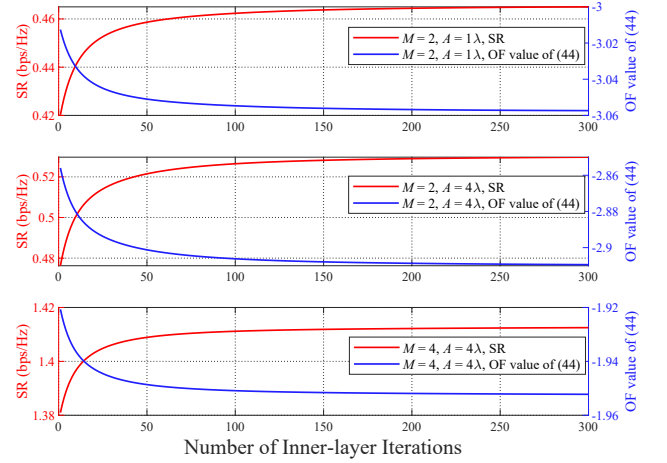 0.46
0.44
0.42
SR (bps/Hz)
M = 2, A = 1λ, SR
M = 2, A = 1λ, OF value of (44)
-3
-3.02
-3.04
-3.06
OF value of (44)
0 50 100 150 200 250 300
0.52
0.5
0.48
SR (bps/Hz)
M = 2, A = 4λ, SR
M = 2, A = 4λ, OF value of (44)
-2.86
-2.88
-2.9
OF value of (44)
0 50 100 150 200 250 300
1.42
1.4
1.38
SR (bps/Hz)
M = 4, A = 4λ, SR
M = 4, A = 4λ, OF value of (44)
-1.92
-1.94
-1.96
OF value of (44)
0 50 100 150 200 250 300
Number of Inner-layer Iterations